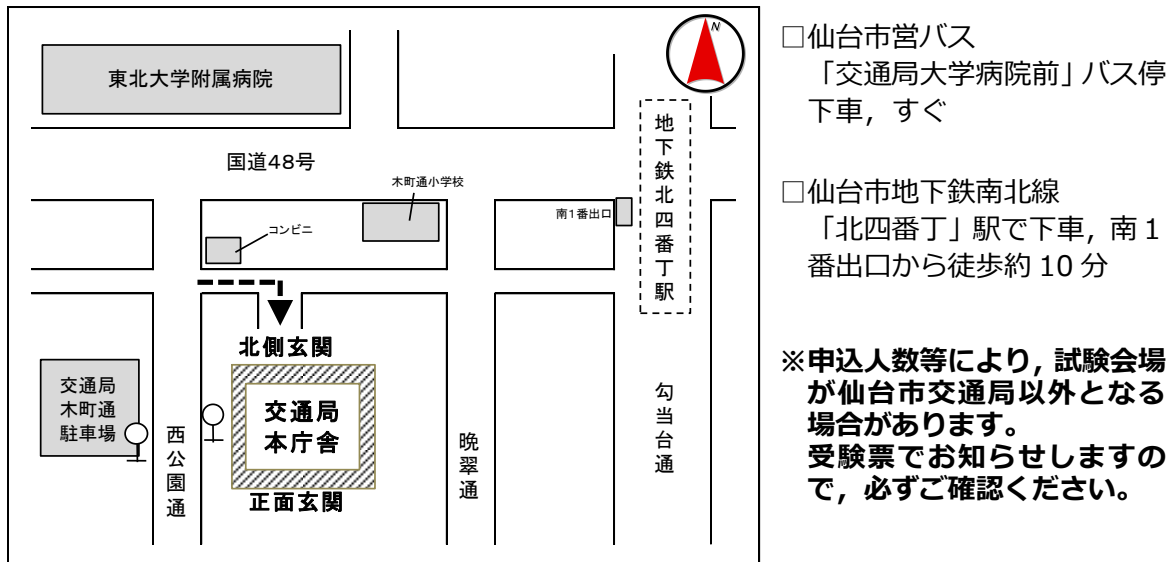 N
東北大学附属病院
国道48号
木町通小学校
コンビニ
南1番出口
地下鉄北四番丁駅
北側玄関
交通局
本庁舎
正面玄関
交通局
木町通
駐車場
西公園通
晩翠通
勾当台通
□仙台市営バス
「交通局大学病院前」バス停
下車，すぐ
□仙台市地下鉄南北線
「北四番丁」駅で下車，南１
番出口から徒歩約 10 分
※申込人数等により，試験会場
が仙台市交通局以外となる
場合があります。
受験票でお知らせしますの
で，必ずご確認ください。